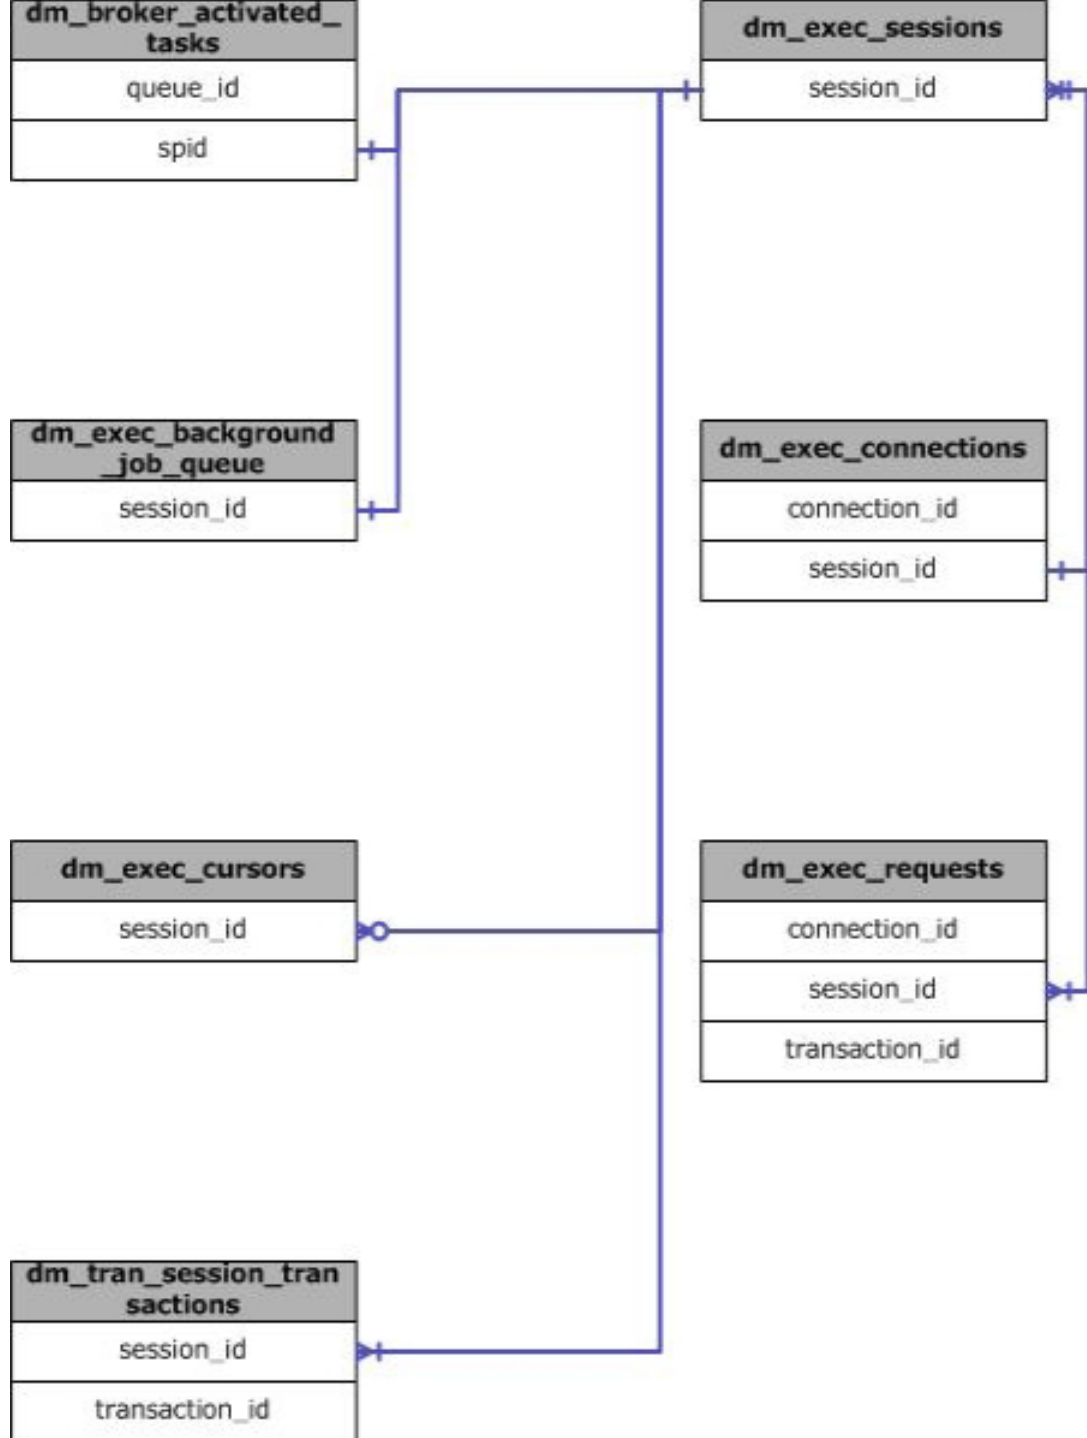 dm_broker_activated_
tasks
queue_id
spid
dm_exec_sessions
session_id
dm_exec_background
_job_queue
session_id
dm_exec_connections
connection_id
session_id
dm_exec_cursors
session_id
dm_exec_requests
connection_id
session_id
transaction_id
dm_tran_session_tran
sactions
session_id
transaction_id